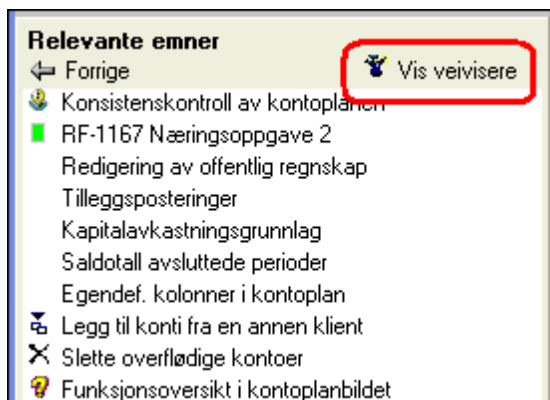 Relevante emner
Forrige Vis veivisere
Konsistenskontroll av kontoplanen
RF-1167 Næringsoppgave 2
Redigering av offentlig regnskap
Tilleggsposteringer
Kapitalavkastningsgrunnlag
Saldotall avsluttede perioder
Egendef. kolonner i kontoplan
Legg til konti fra en annen klient
Slette overflødige kontoer
Funksjonsoversikt i kontoplanbildet